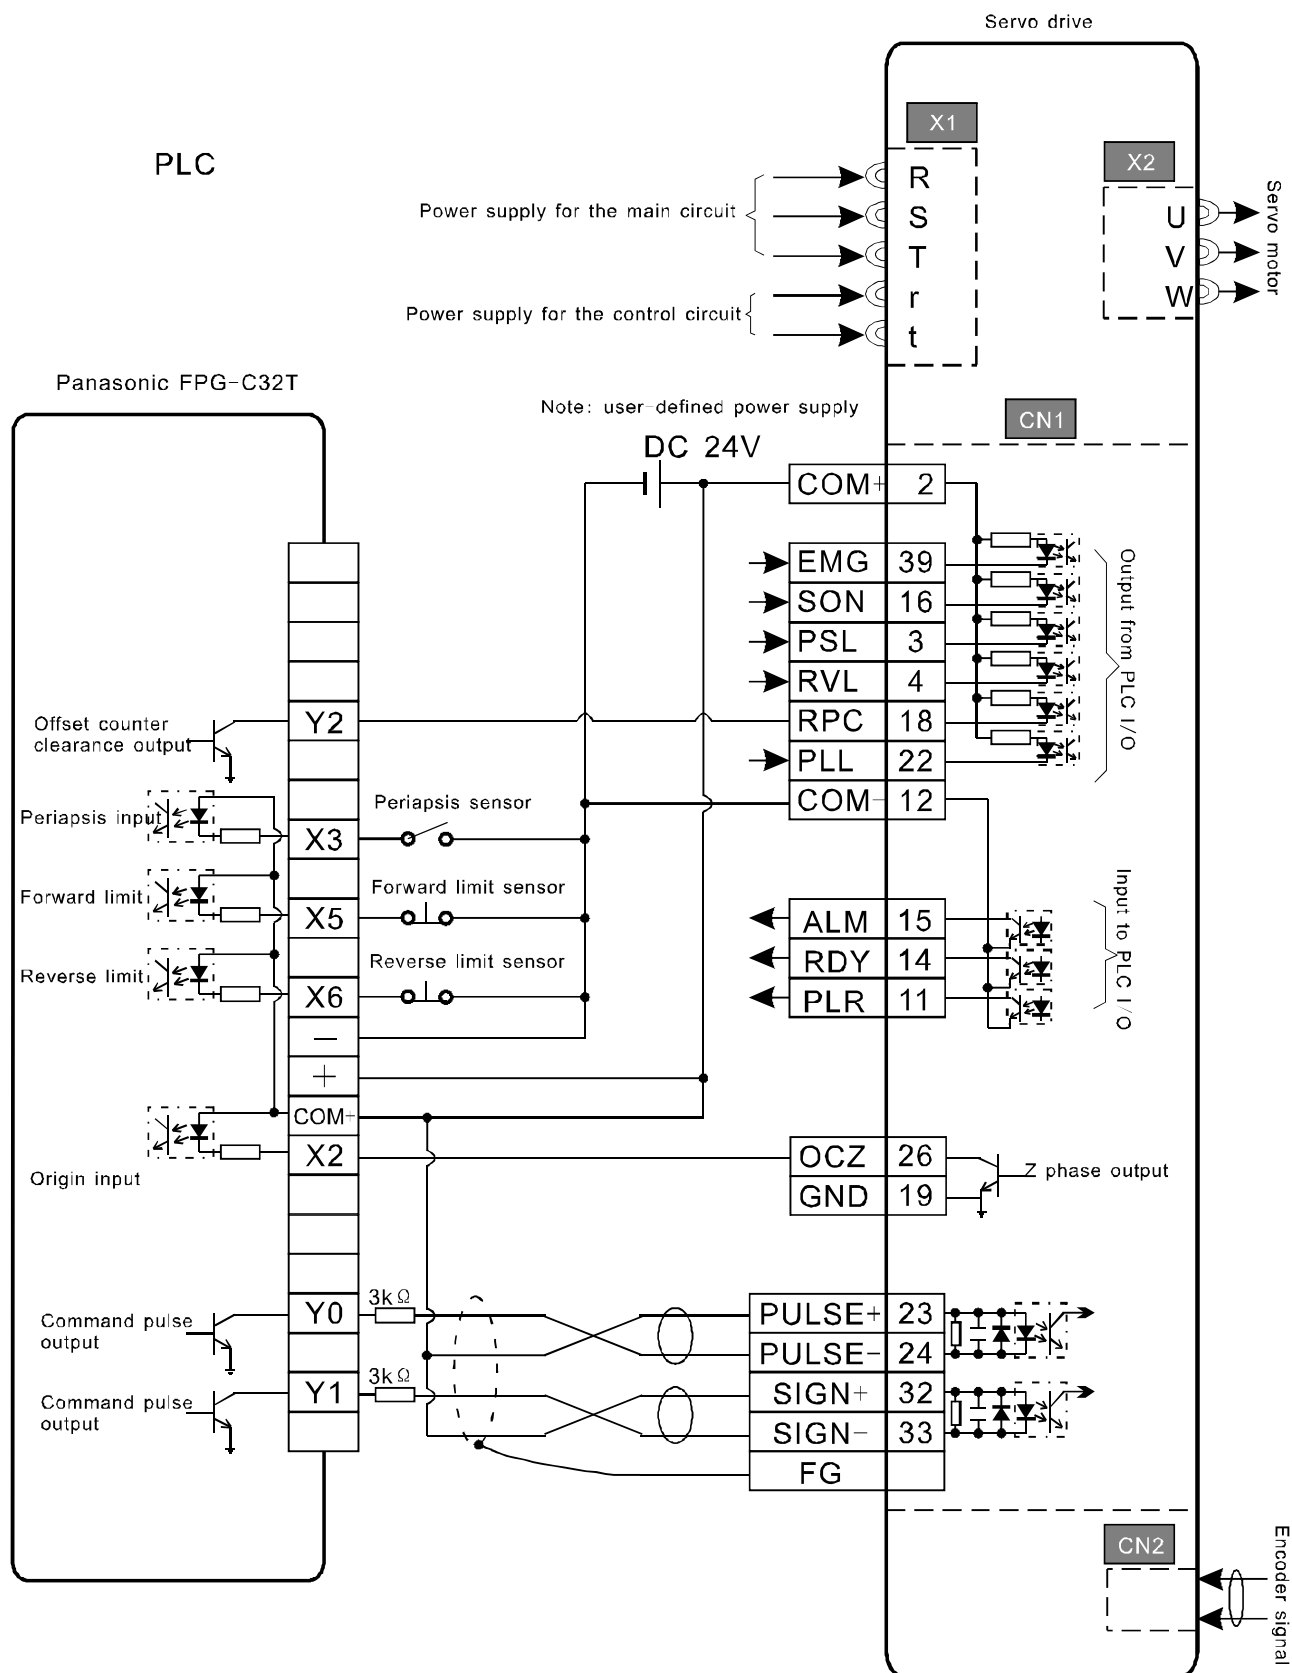 Servo drive
X1
PLC
X2
R
Power supply for the main circuit
S
T
U
V
W
Servo motor
r
Power supply for the control circuit
t
Panasonic FPG-C32T
Note: user-defined power supply
CN1
DC 24V
COM+ 2
EMG 39
SON 16
PSL 3
RVL 4
Output from PLC I/O
Offset counter
clearance output
Y2
RPC 18
PLL 22
COM- 12
Periapsis sensor
Periapsis input
X3
Forward limit sensor
Forward limit
X5
ALM 15
Reverse limit sensor
RDY 14
Reverse limit
X6
PLR 11
Input to PLC I/O
−
+
COM+
X2
OCZ 26
Z phase output
Origin input
GND 19
3kΩ
Command pulse
output
Y0
PULSE+ 23
PULSE- 24
3kΩ
Command pulse
output
Y1
SIGN+ 32
SIGN- 33
FG
CN2
Encoder signal